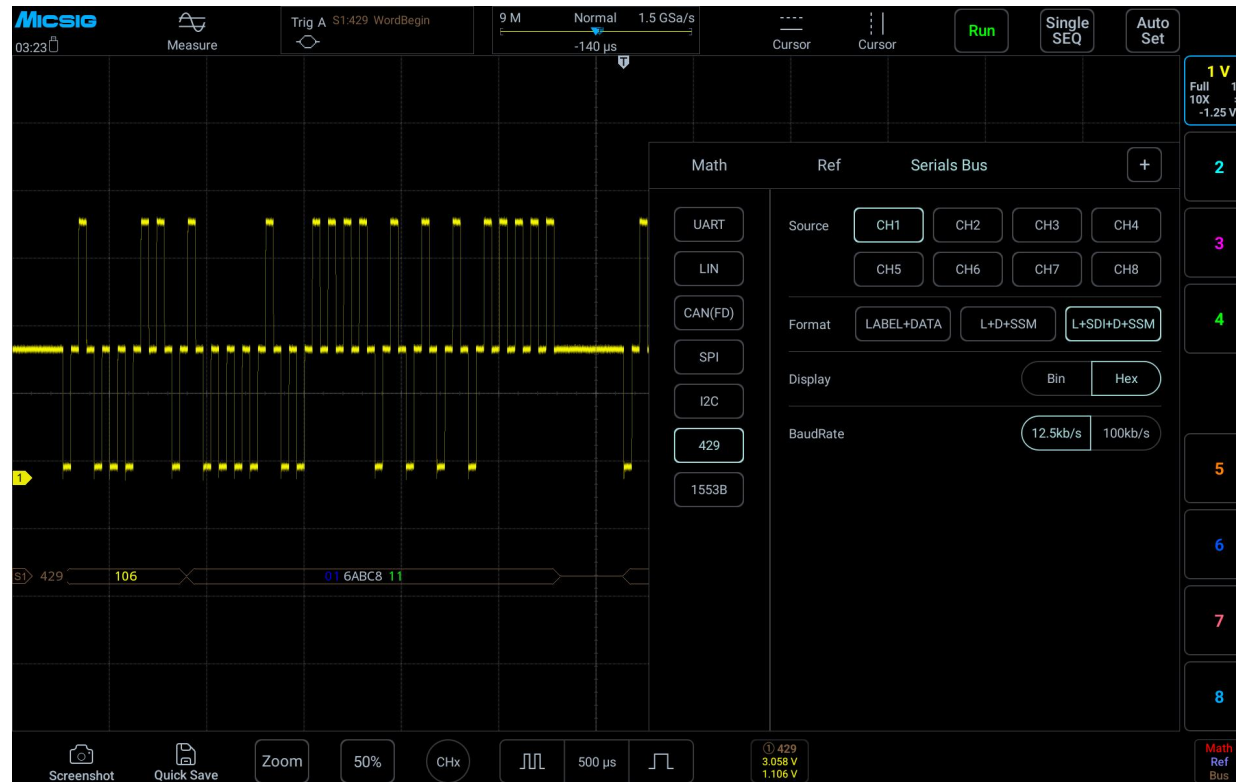 Micsig
03:23
Measure
Trig A S1:429 WordBegin
9 M Normal 1.5 GSa/s
-140 µs
Cursor
Cursor
Run
Single
SEQ
Auto
Set
T
1 V
Full
10X
-1.25 V
Math Ref Serials Bus +
UART
LIN
CAN(FD)
SPI
I2C
429
1553B
Source CH1 CH2 CH3 CH4
CH5 CH6 CH7 CH8
Format LABEL+DATA L+D+SSM L+SDI+D+SSM
Display Bin Hex
BaudRate 12.5kb/s 100kb/s
2
3
4
5
6
7
8
1
S1 429 106 01 6ABC8 11
Screenshot
Quick Save
Zoom
50%
CHx
500 µs
1 429
3.058 V
1.106 V
Math
Ref
Bus